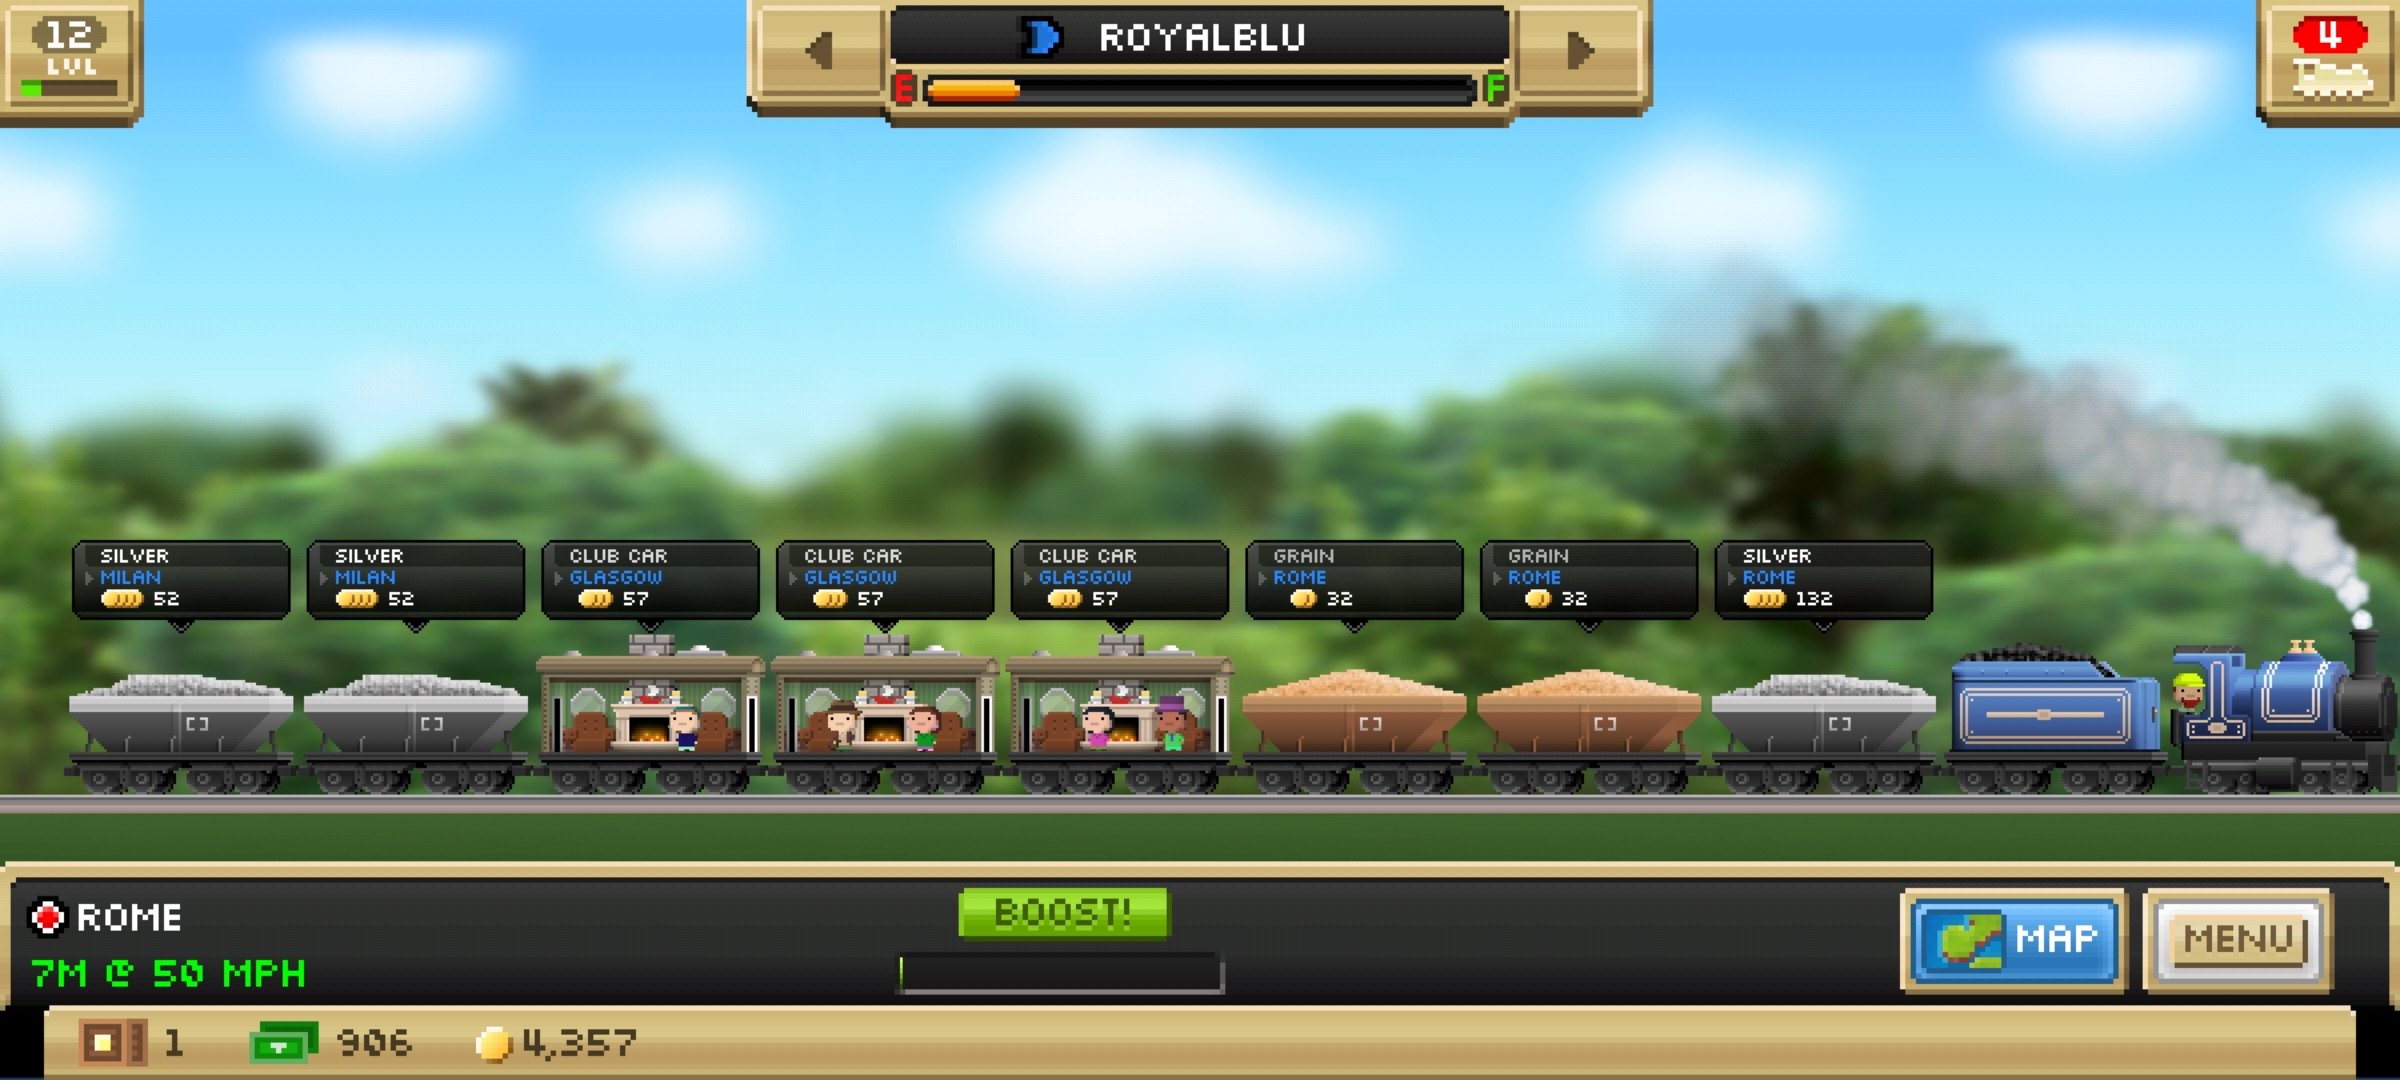 12
LVL
ROYALBLU
E
F
4
SILVER
MILAN
52
SILVER
MILAN
52
CLUB CAR
GLASGOW
57
CLUB CAR
GLASGOW
57
CLUB CAR
GLASGOW
57
GRAIN
ROME
32
GRAIN
ROME
32
SILVER
ROME
132
ROME
7M @ 50 MPH
BOOST!
MAP
MENU
1
906
4,357